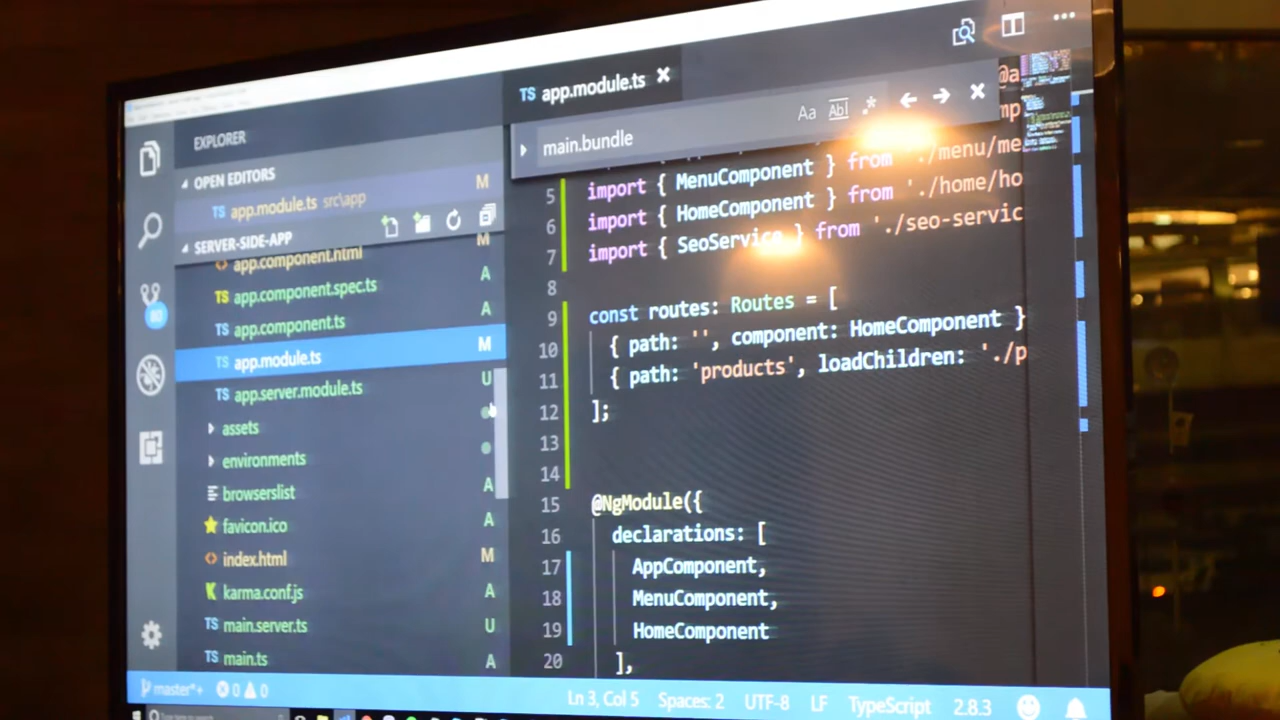 EXPLORER
OPEN EDITORS
TS app.module.ts src\app M
SERVER-SIDE-APP
<> app.component.html M
TS app.component.spec.ts A
TS app.component.ts A
TS app.module.ts M
TS app.server.module.ts U
assets
environments
browserslist A
favicon.ico A
<> index.html M
karma.conf.js A
TS main.server.ts U
TS main.ts A
80
TS app.module.ts ×
main.bundle Aa Abl .*
5 import { MenuComponent } from './menu/me
6 import { HomeComponent } from './home/ho
7 import { SeoService } from './seo-servic
8
9 const routes: Routes = [
10 { path: '', component: HomeComponent }
11 { path: 'products', loadChildren: './p
12 ];
13
14
15 @NgModule({
16 declarations: [
17 AppComponent,
18 MenuComponent,
19 HomeComponent
20 ],
master*+ 0 0 Ln 3, Col 5 Spaces: 2 UTF-8 LF TypeScript 2.8.3